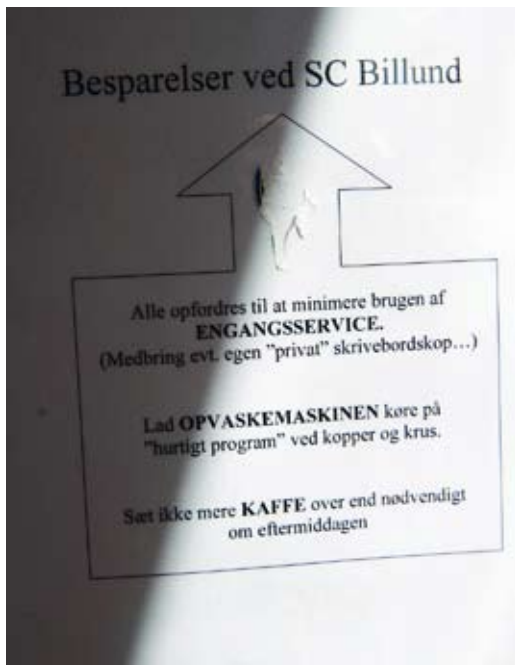 Besparelser ved SC Billund
Alle opfordres til at minimere brugen af
ENGANGSSERVICE.
(Medbring evt. egen ”privat” skrivebordskop…)
Lad OPVASKEMASKINEN køre på
”hurtigt program” ved kopper og krus.
Sæt ikke mere KAFFE over end nødvendigt
om eftermiddagen